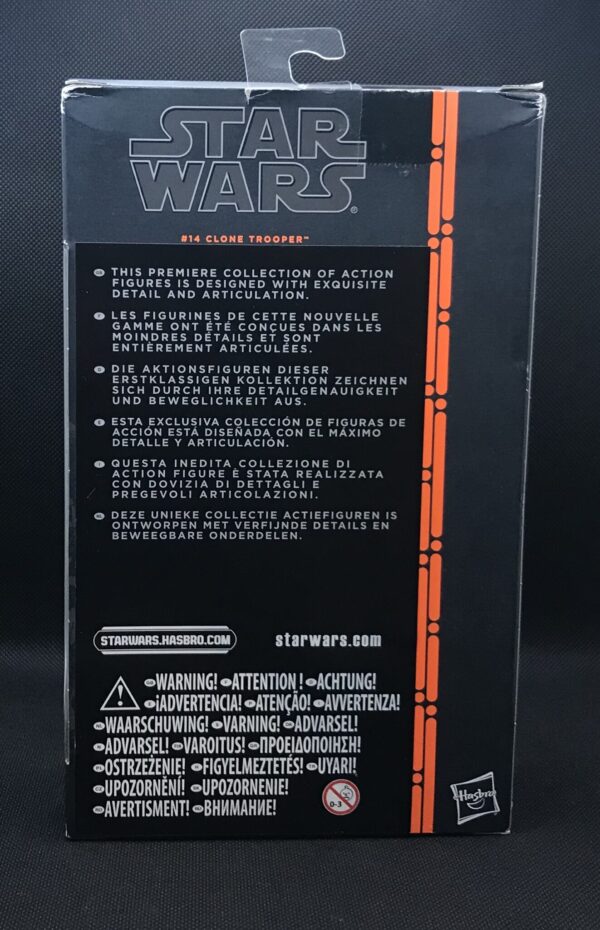 STAR
WARS®
#14 CLONE TROOPER™
GB THIS PREMIERE COLLECTION OF ACTION
FIGURES IS DESIGNED WITH EXQUISITE
DETAIL AND ARTICULATION.
F LES FIGURINES DE CETTE NOUVELLE
GAMME ONT ÉTÉ CONÇUES DANS LES
MOINDRES DÉTAILS ET SONT
ENTIÈREMENT ARTICULÉES.
D DIE AKTIONSFIGUREN DIESER
ERSTKLASSIGEN KOLLEKTION ZEICHNEN
SICH DURCH IHRE DETAILGENAUIGKEIT
UND BEWEGLICHKEIT AUS.
E ESTA EXCLUSIVA COLECCIÓN DE FIGURAS DE
ACCIÓN ESTÁ DISEÑADA CON EL MÁXIMO
DETALLE Y ARTICULACIÓN.
I QUESTA INEDITA COLLEZIONE DI
ACTION FIGURE È STATA REALIZZATA
CON DOVIZIA DI DETTAGLI E
PREGEVOLI ARTICOLAZIONI.
NL DEZE UNIEKE COLLECTIE ACTIEFIGUREN IS
ONTWORPEN MET VERFIJNDE DETAILS EN
BEWEEGBARE ONDERDELEN.
STARWARS.HASBRO.COM
starwars.com
WARNING! ATTENTION ! ACHTUNG!
¡ADVERTENCIA! ATENÇÃO! AVVERTENZA!
WAARSCHUWING! VARNING! ADVARSEL!
ADVARSEL! VAROITUS! ΠΡΟΕΙΔΟΠΟΙΗΣΗ!
OSTRZEŻENIE! FIGYELMEZTETÉS! UYARI!
UPOZORNĚNÍ! UPOZORNENIE!
AVERTISMENT! ВНИМАНИЕ!
0-3
Hasbro